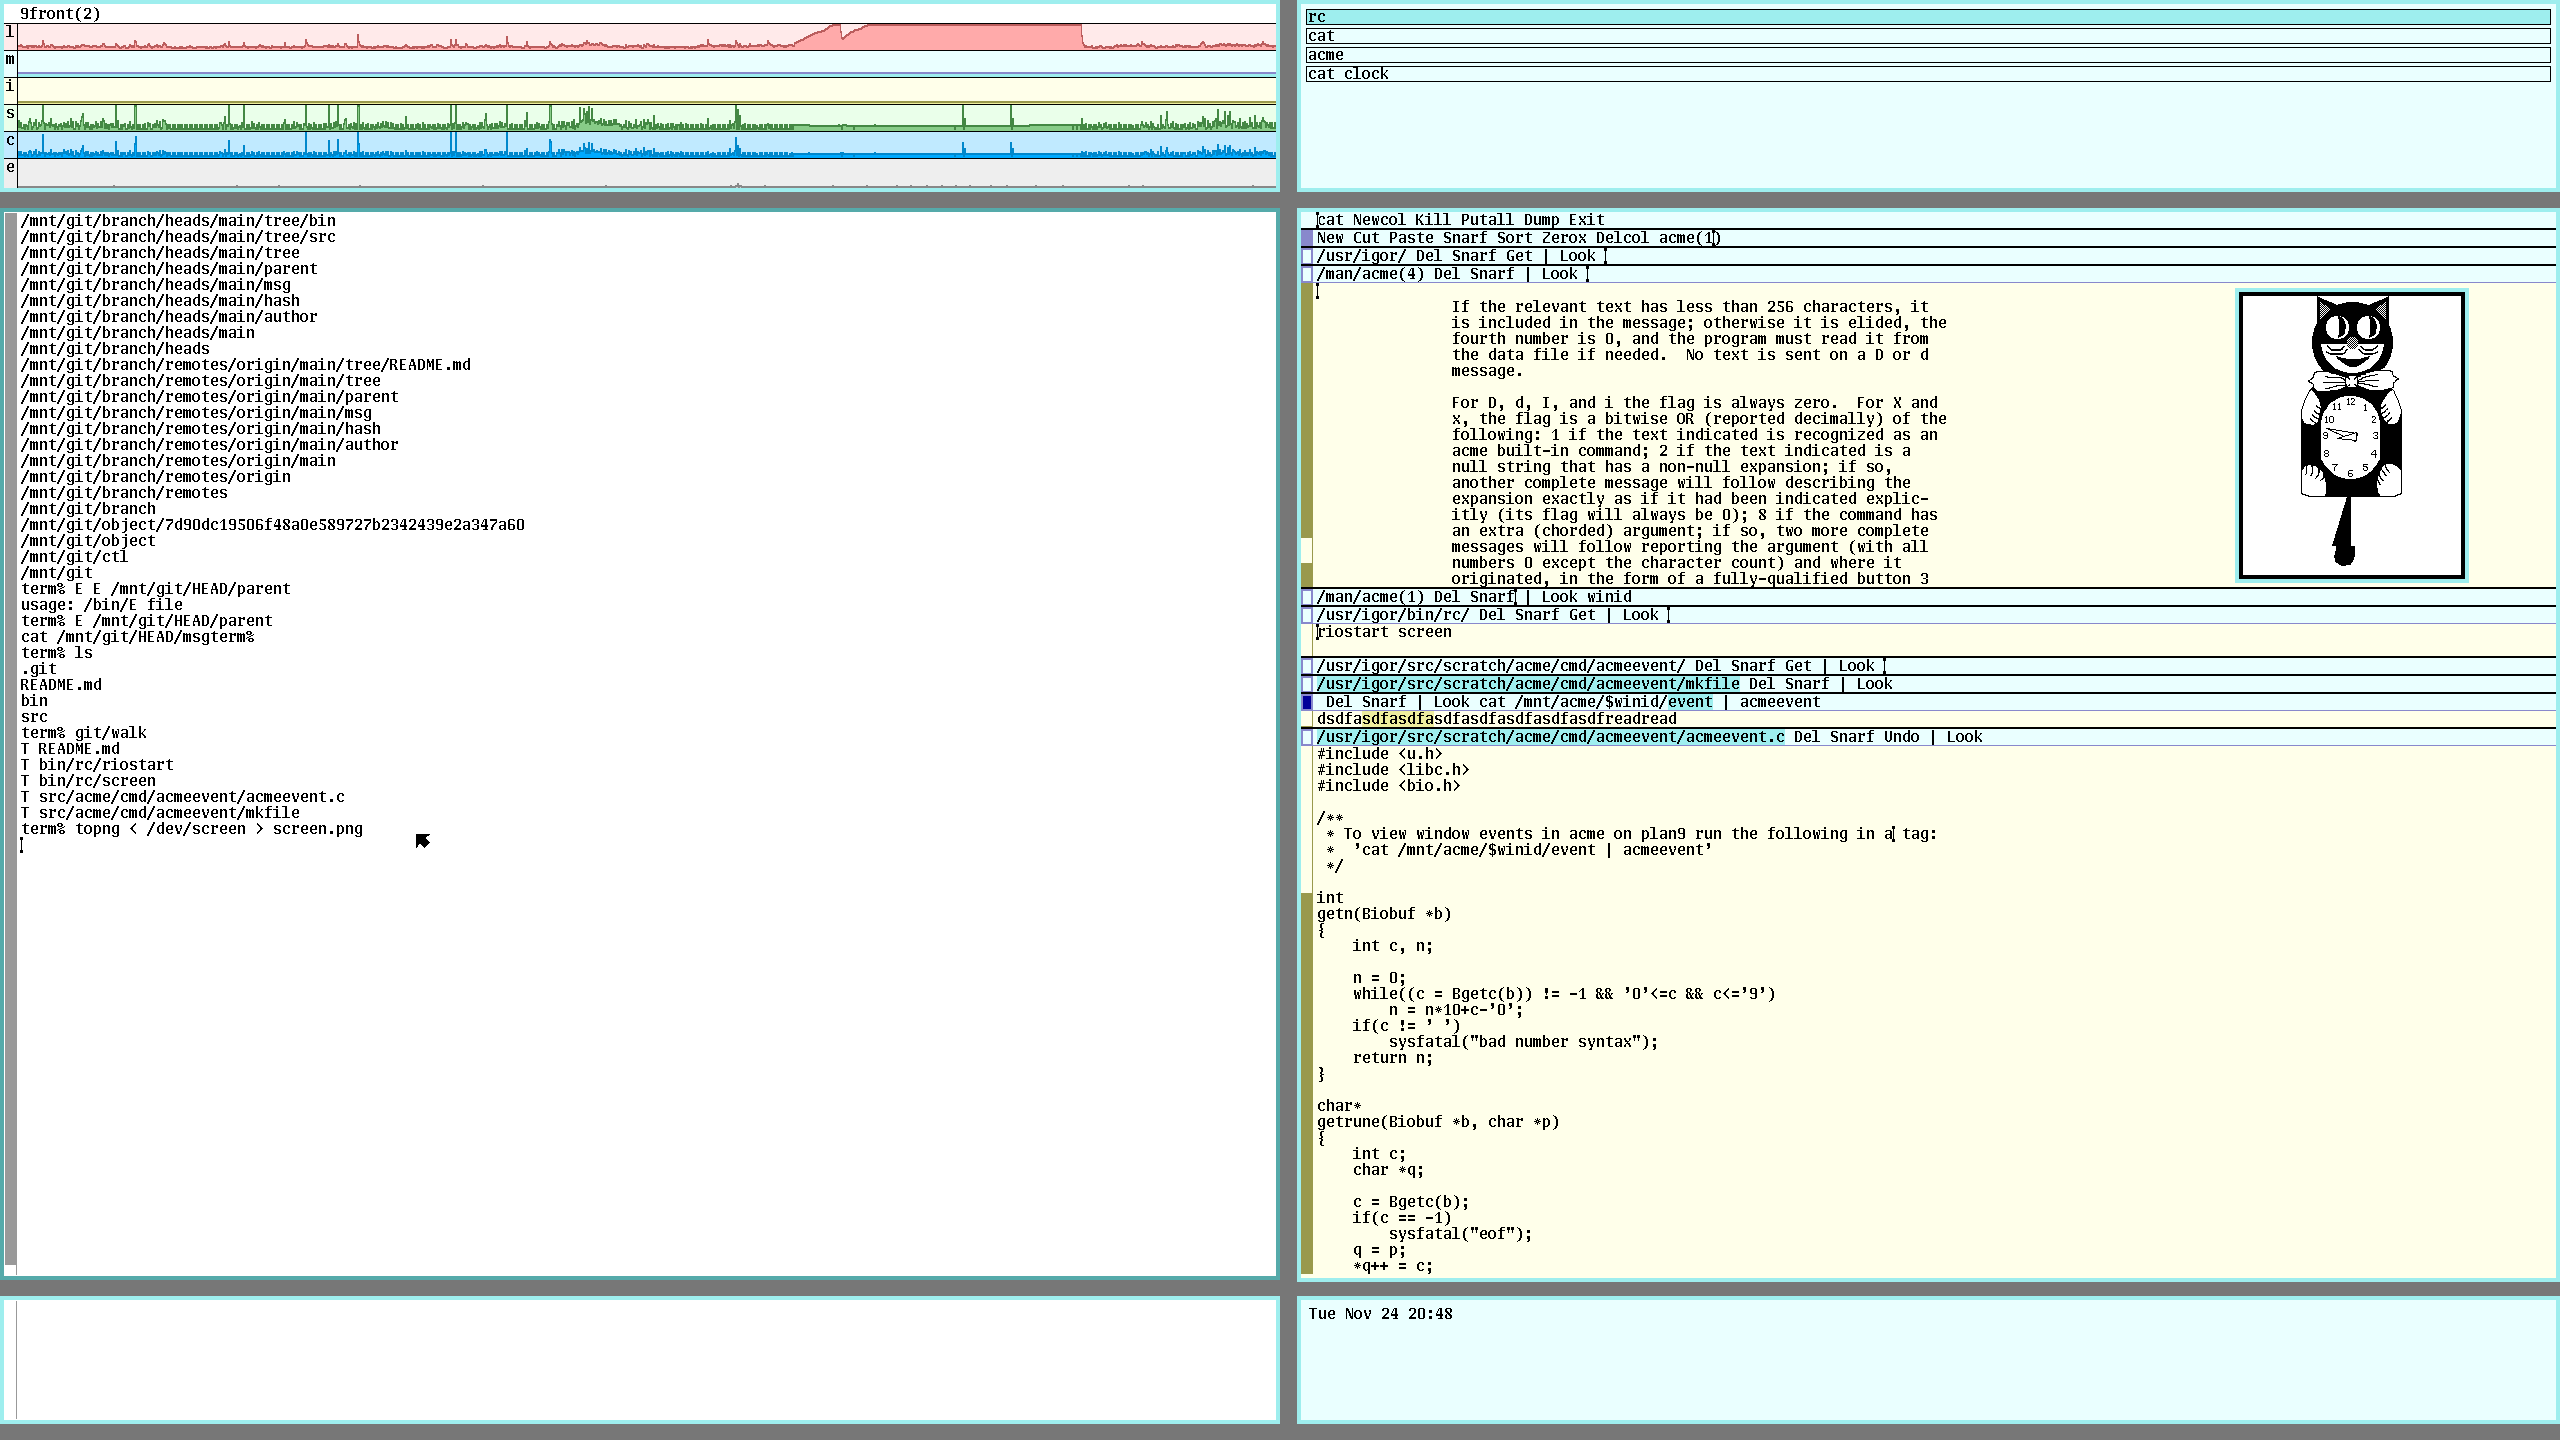 9front(2)
l
m
i
s
c
e
rc
cat
acme
cat clock
/mnt/git/branch/heads/main/tree/bin
/mnt/git/branch/heads/main/tree/src
/mnt/git/branch/heads/main/tree
/mnt/git/branch/heads/main/parent
/mnt/git/branch/heads/main/msg
/mnt/git/branch/heads/main/hash
/mnt/git/branch/heads/main/author
/mnt/git/branch/heads/main
/mnt/git/branch/heads
/mnt/git/branch/remotes/origin/main/tree/README.md
/mnt/git/branch/remotes/origin/main/tree
/mnt/git/branch/remotes/origin/main/parent
/mnt/git/branch/remotes/origin/main/msg
/mnt/git/branch/remotes/origin/main/hash
/mnt/git/branch/remotes/origin/main/author
/mnt/git/branch/remotes/origin/main
/mnt/git/branch/remotes/origin
/mnt/git/branch/remotes
/mnt/git/branch
/mnt/git/object/7d90dc19506f48a0e589727b2342439e2a347a60
/mnt/git/object
/mnt/git/ctl
/mnt/git
term% E E /mnt/git/HEAD/parent
usage: /bin/E file
term% E /mnt/git/HEAD/parent
cat /mnt/git/HEAD/msgterm%
term% ls
.git
README.md
bin
src
term% git/walk
T README.md
T bin/rc/riostart
T bin/rc/screen
T src/acme/cmd/acmeevent/acmeevent.c
T src/acme/cmd/acmeevent/mkfile
term% topng < /dev/screen > screen.png
cat Newcol Kill Putall Dump Exit
New Cut Paste Snarf Sort Zerox Delcol acme(1)
/usr/igor/ Del Snarf Get | Look
/man/acme(4) Del Snarf | Look
If the relevant text has less than 256 characters, it
is included in the message; otherwise it is elided, the
fourth number is 0, and the program must read it from
the data file if needed.  No text is sent on a D or d
message.
For D, d, I, and i the flag is always zero.  For X and
x, the flag is a bitwise OR (reported decimally) of the
following: 1 if the text indicated is recognized as an
acme built-in command; 2 if the text indicated is a
null string that has a non-null expansion; if so,
another complete message will follow describing the
expansion exactly as if it had been indicated explic-
itly (its flag will always be 0); 8 if the command has
an extra (chorded) argument; if so, two more complete
messages will follow reporting the argument (with all
numbers 0 except the character count) and where it
originated, in the form of a fully-qualified button 3
12
11 1
10 2
9 3
8 4
7 5
6
/man/acme(1) Del Snarf | Look winid
/usr/igor/bin/rc/ Del Snarf Get | Look
riostart screen
/usr/igor/src/scratch/acme/cmd/acmeevent/ Del Snarf Get | Look
/usr/igor/src/scratch/acme/cmd/acmeevent/mkfile Del Snarf | Look
Del Snarf | Look cat /mnt/acme/$winid/event | acmeevent
dsdfasdfasdfasdfasdfasdfasdfasdfreadread
/usr/igor/src/scratch/acme/cmd/acmeevent/acmeevent.c Del Snarf Undo | Look
#include <u.h>
#include <libc.h>
#include <bio.h>
/**
 * To view window events in acme on plan9 run the following in a tag:
 *  'cat /mnt/acme/$winid/event | acmeevent'
 */
int
getn(Biobuf *b)
{
    int c, n;
    n = 0;
    while((c = Bgetc(b)) != -1 && '0'<=c && c<='9')
        n = n*10+c-'0';
    if(c != ' ')
        sysfatal("bad number syntax");
    return n;
}
char*
getrune(Biobuf *b, char *p)
{
    int c;
    char *q;
    c = Bgetc(b);
    if(c == -1)
        sysfatal("eof");
    q = p;
    *q++ = c;
Tue Nov 24 20:48